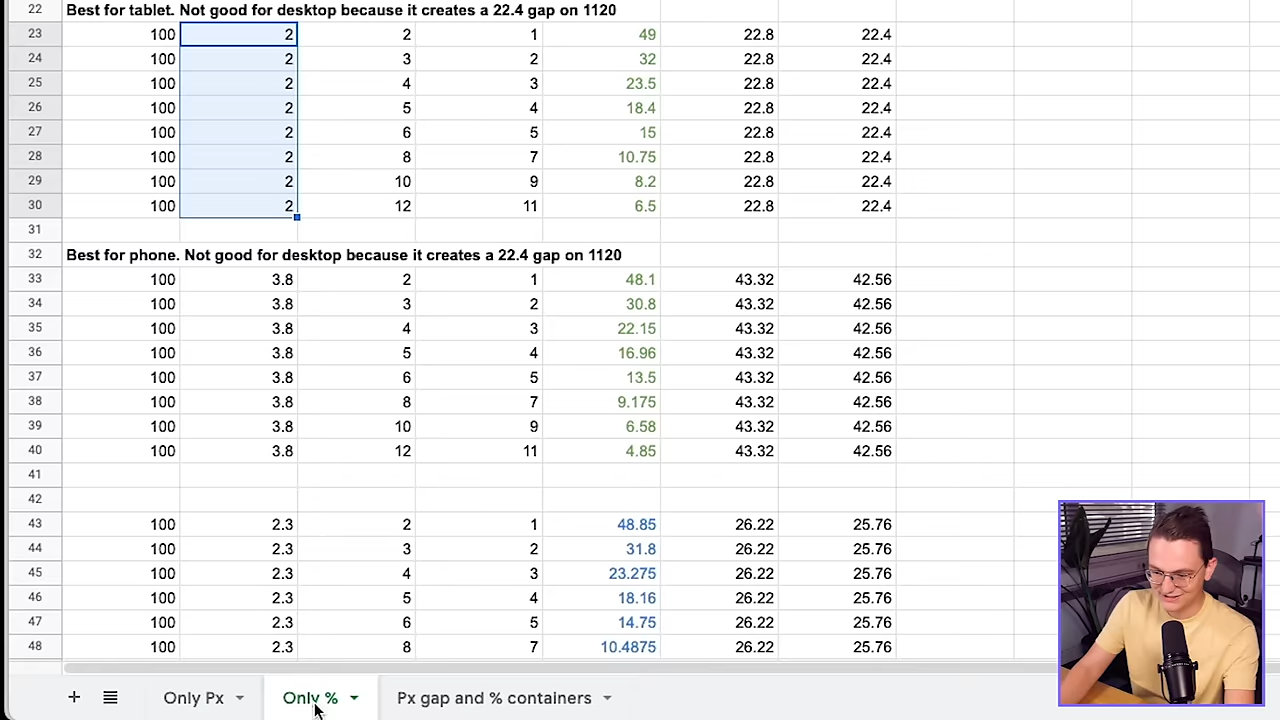 22 Best for tablet. Not good for desktop because it creates a 22.4 gap on 1120
23 100 2 2 1 49 22.8 22.4
24 100 2 3 2 32 22.8 22.4
25 100 2 4 3 23.5 22.8 22.4
26 100 2 5 4 18.4 22.8 22.4
27 100 2 6 5 15 22.8 22.4
28 100 2 8 7 10.75 22.8 22.4
29 100 2 10 9 8.2 22.8 22.4
30 100 2 12 11 6.5 22.8 22.4
31
32 Best for phone. Not good for desktop because it creates a 22.4 gap on 1120
33 100 3.8 2 1 48.1 43.32 42.56
34 100 3.8 3 2 30.8 43.32 42.56
35 100 3.8 4 3 22.15 43.32 42.56
36 100 3.8 5 4 16.96 43.32 42.56
37 100 3.8 6 5 13.5 43.32 42.56
38 100 3.8 8 7 9.175 43.32 42.56
39 100 3.8 10 9 6.58 43.32 42.56
40 100 3.8 12 11 4.85 43.32 42.56
41
42
43 100 2.3 2 1 48.85 26.22 25.76
44 100 2.3 3 2 31.8 26.22 25.76
45 100 2.3 4 3 23.275 26.22 25.76
46 100 2.3 5 4 18.16 26.22 25.76
47 100 2.3 6 5 14.75 26.22 25.76
48 100 2.3 8 7 10.4875 26.22 25.76
Only Px Only % Px gap and % containers